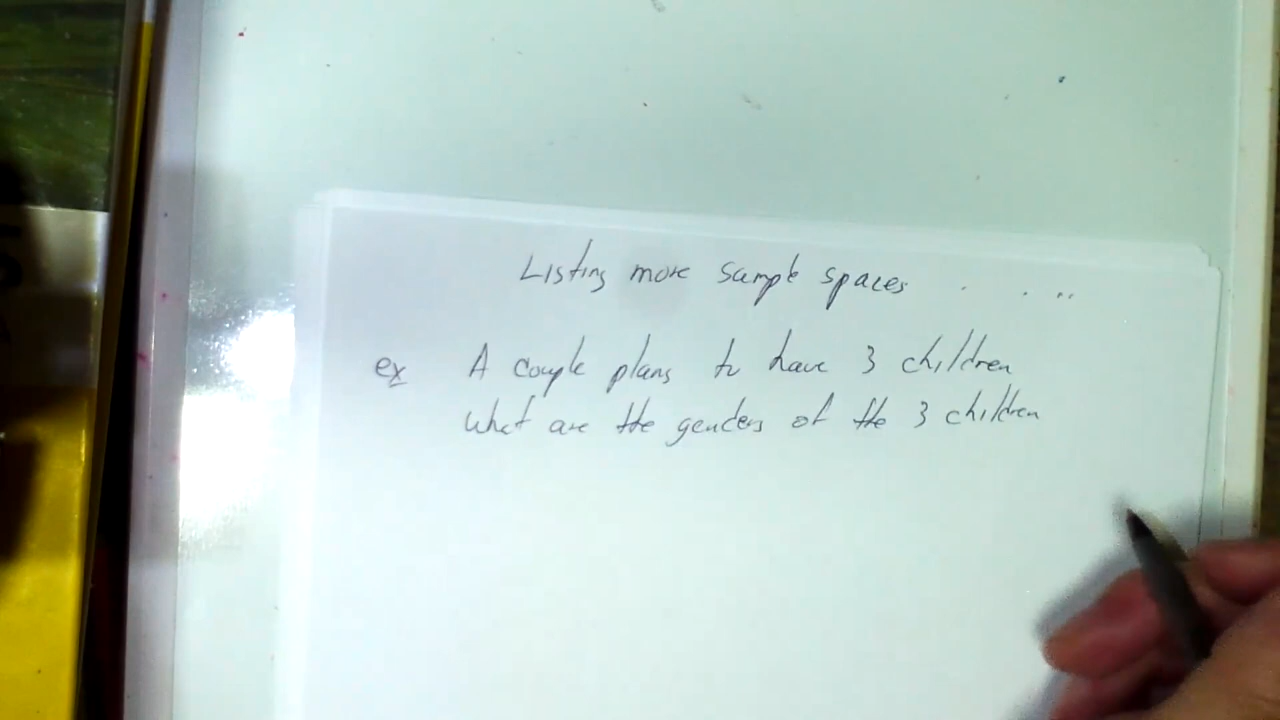 Listing more sample spaces . . . . .
ex A couple plans to have 3 children
What are the genders of the 3 children